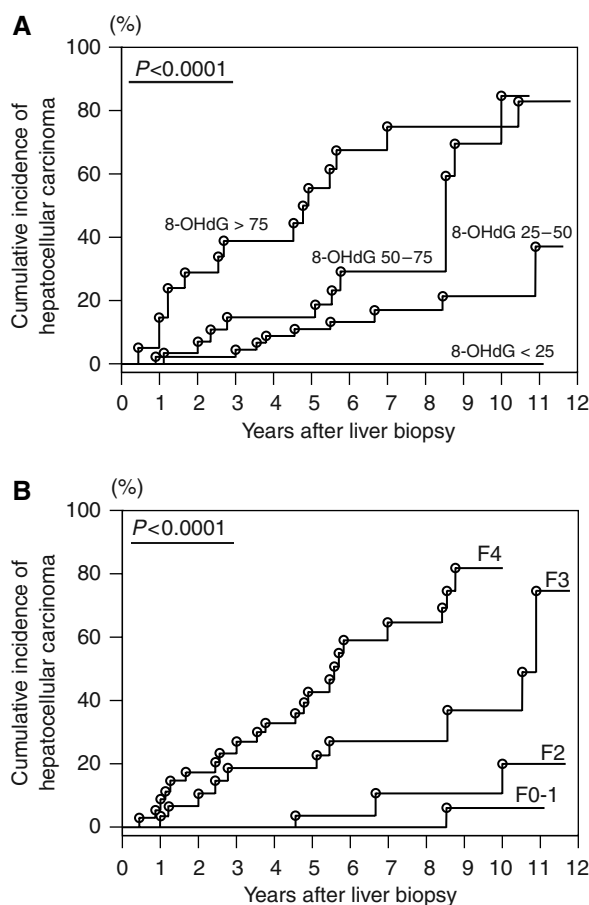 A
(%)
P<0.0001
100
80
60
40
20
0
Cumulative incidence of
hepatocellular carcinoma
8-OHdG > 75
8-OHdG 50–75
8-OHdG 25–50
8-OHdG < 25
0 1 2 3 4 5 6 7 8 9 10 11 12
Years after liver biopsy
B
(%)
P<0.0001
100
80
60
40
20
0
Cumulative incidence of
hepatocellular carcinoma
F4
F3
F2
F0-1
0 1 2 3 4 5 6 7 8 9 10 11 12
Years after liver biopsy